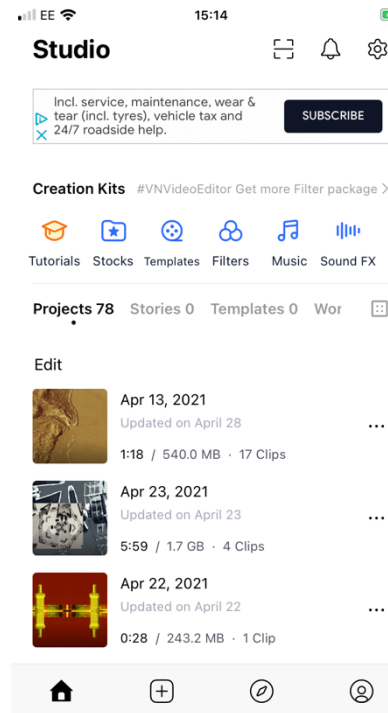 EE 15:14
Studio
Incl. service, maintenance, wear &
tear (incl. tyres), vehicle tax and
24/7 roadside help.
SUBSCRIBE
Creation Kits #VNVideoEditor Get more Filter package >
Tutorials Stocks Templates Filters Music Sound FX
Projects 78 Stories 0 Templates 0 Wor
Edit
Apr 13, 2021
Updated on April 28
1:18 / 540.0 MB · 17 Clips
Apr 23, 2021
Updated on April 23
5:59 / 1.7 GB · 4 Clips
Apr 22, 2021
Updated on April 22
0:28 / 243.2 MB · 1 Clip